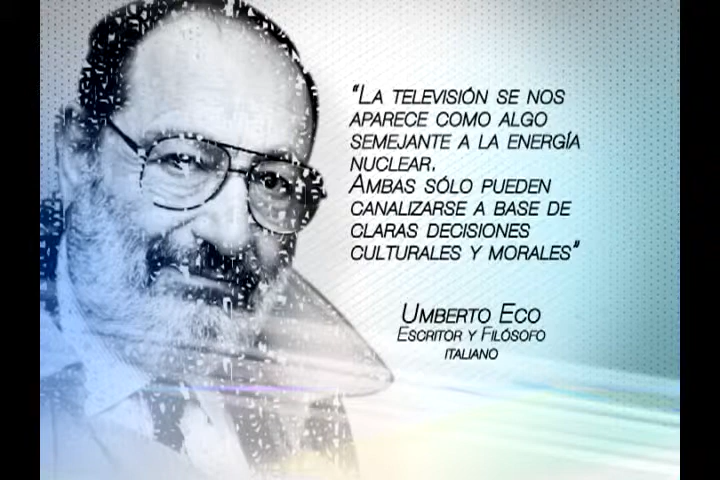 “LA TELEVISIÓN SE NOS
APARECE COMO ALGO
SEMEJANTE A LA ENERGÍA
NUCLEAR.
AMBAS SÓLO PUEDEN
CANALIZARSE A BASE DE
CLARAS DECISIONES
CULTURALES Y MORALES”
UMBERTO ECO
ESCRITOR Y FILÓSOFO
ITALIANO